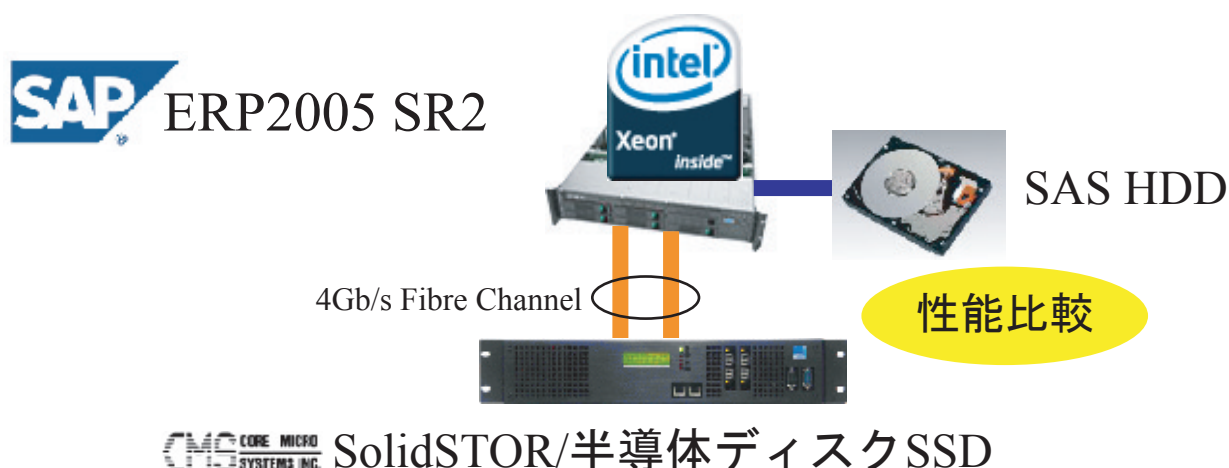 SAP ERP2005 SR2
intel
Xeon
inside™
SAS HDD
4Gb/s Fibre Channel
性能比較
CMS CORE MICRO SYSTEMS INC. SolidSTOR/半導体ディスクSSD